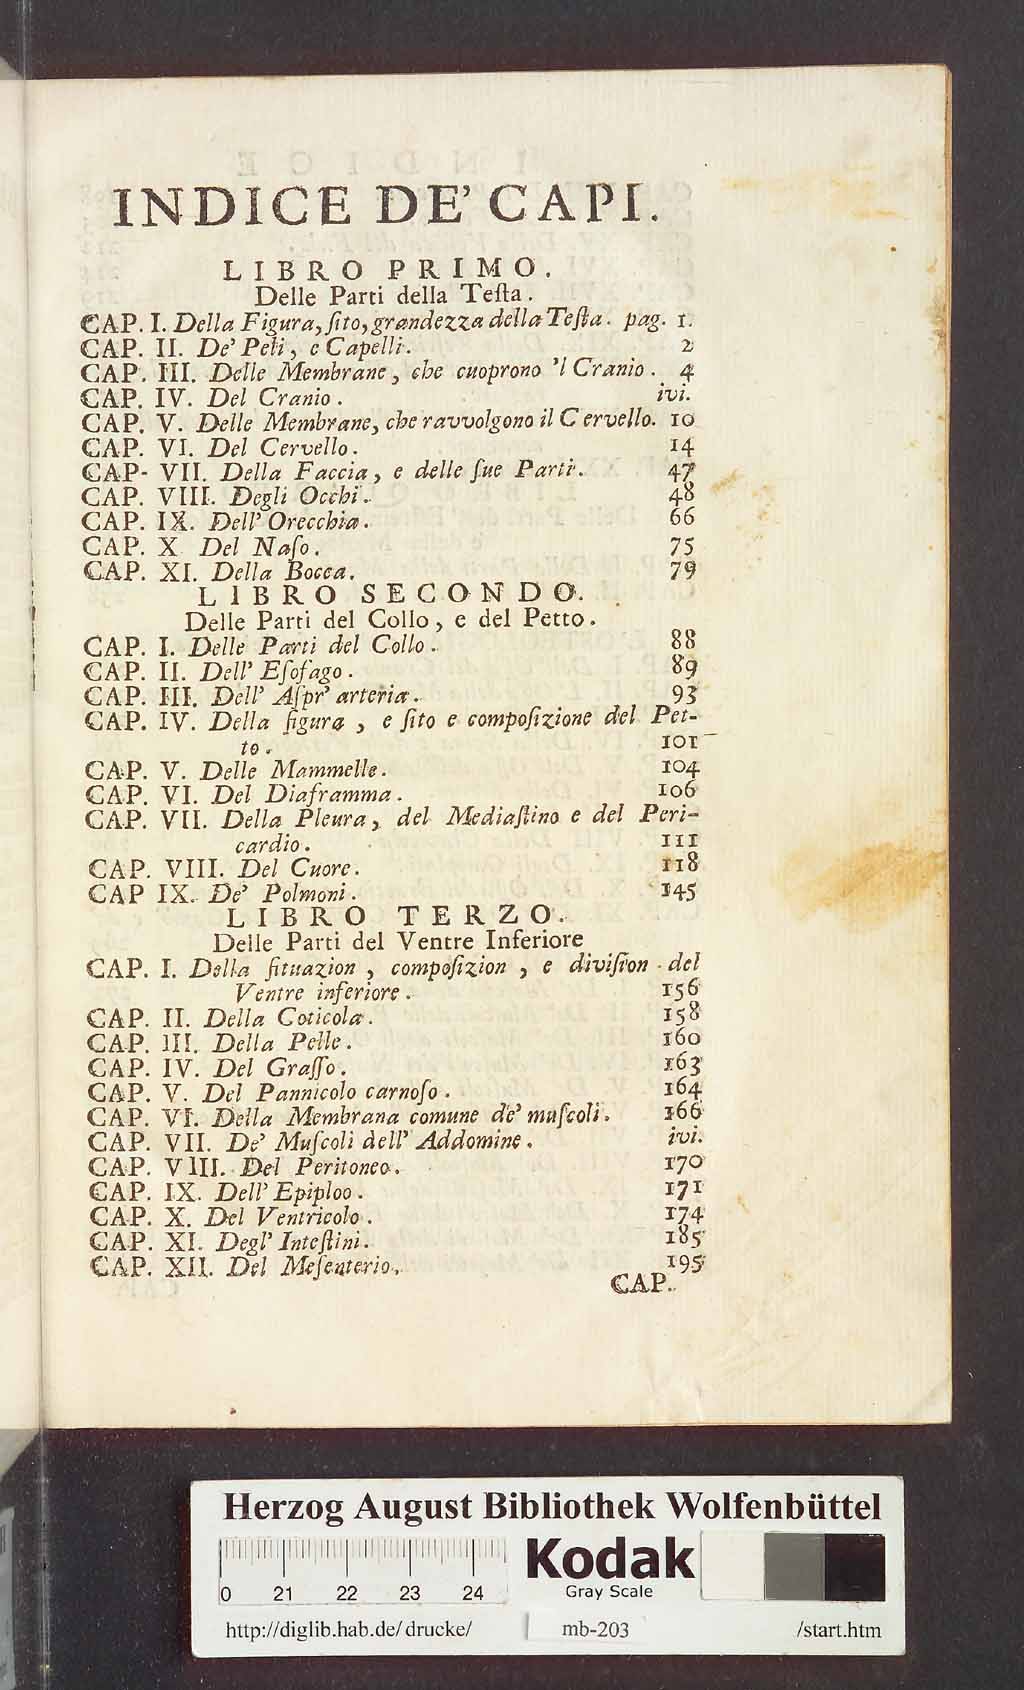 INDICE DE' CAPI.
LIBRO PRIMO.
Delle Parti della Teſta.
CAP. I. Della Figura, ſito, grandezza della Teſta. pag. 1.
CAP. II. De' Peli, e Capelli. 2
CAP. III. Delle Membrane, che cuoprono 'l Cranio. 4
CAP. IV. Del Cranio. ivi.
CAP. V. Delle Membrane, che ravvolgono il Cervello. 10
CAP. VI. Del Cervello. 14
CAP- VII. Della Faccia, e delle ſue Parti. 47
CAP. VIII. Degli Occhi. 48
CAP. IX. Dell' Orecchia. 66
CAP. X Del Naſo. 75
CAP. XI. Della Bocca. 79
LIBRO SECONDO.
Delle Parti del Collo, e del Petto.
CAP. I. Delle Parti del Collo. 88
CAP. II. Dell' Eſofago. 89
CAP. III. Dell' Aſpr' arteria. 93
CAP. IV. Della figura, e ſito e compoſizione del Pet-
to. 101
CAP. V. Delle Mammelle. 104
CAP. VI. Del Diaframma. 106
CAP. VII. Della Pleura, del Mediaſtino e del Peri-
cardio. 111
CAP. VIII. Del Cuore. 118
CAP IX. De' Polmoni. 145
LIBRO TERZO.
Delle Parti del Ventre Inferiore
CAP. I. Della ſituazion, compoſizion, e diviſion del
Ventre inferiore. 156
CAP. II. Della Coticola. 158
CAP. III. Della Pelle. 160
CAP. IV. Del Graſſo. 163
CAP. V. Del Pannicolo carnoſo. 164
CAP. VI. Della Membrana comune de' muſcoli. 166
CAP. VII. De' Muſcoli dell' Addomine. ivi.
CAP. VIII. Del Peritoneo. 170
CAP. IX. Dell' Epiploo. 171
CAP. X. Del Ventricolo. 174
CAP. XI. Degl' Inteſtini. 185
CAP. XII. Del Meſenterio. 195
CAP.
Herzog August Bibliothek Wolfenbüttel
Kodak
Gray Scale
0 21 22 23 24
http://diglib.hab.de/drucke/ mb-203 /start.htm